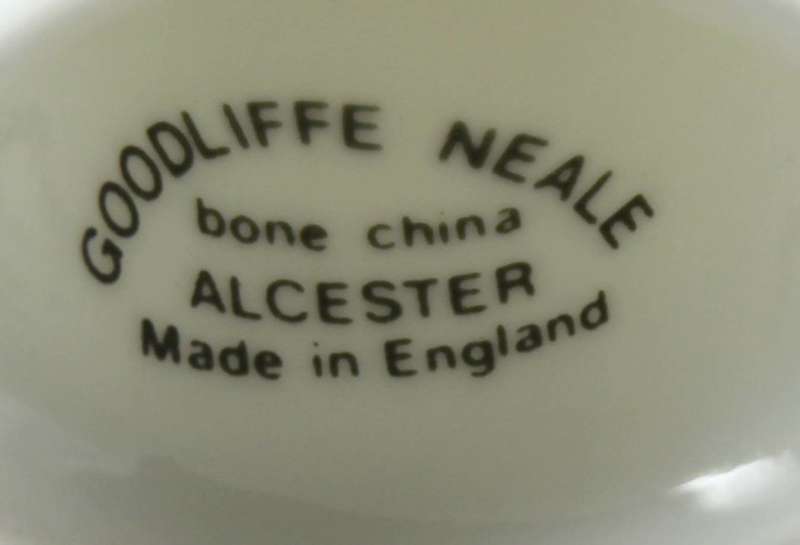 GOODLIFFE NEALE
bone china
ALCESTER
Made in England